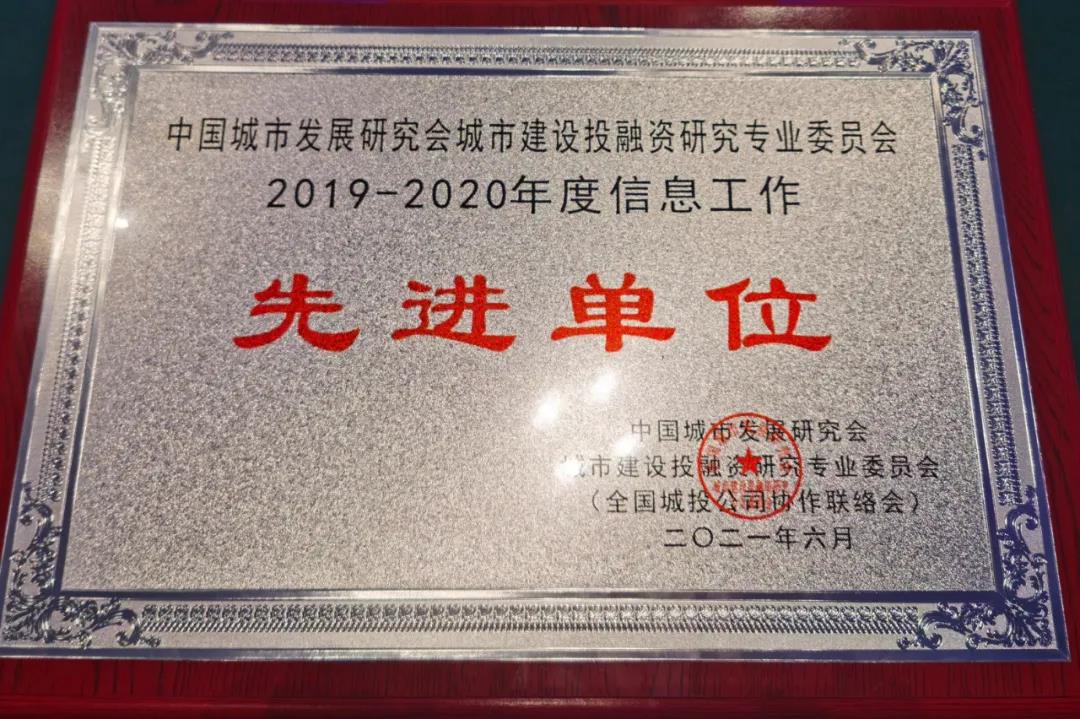 中国城市发展研究会城市建设投融资研究专业委员会
2019-2020年度信息工作
先进单位
中国城市发展研究会
城市建设投融资研究专业委员会
（全国城投公司协作联络会）
二〇二一年六月